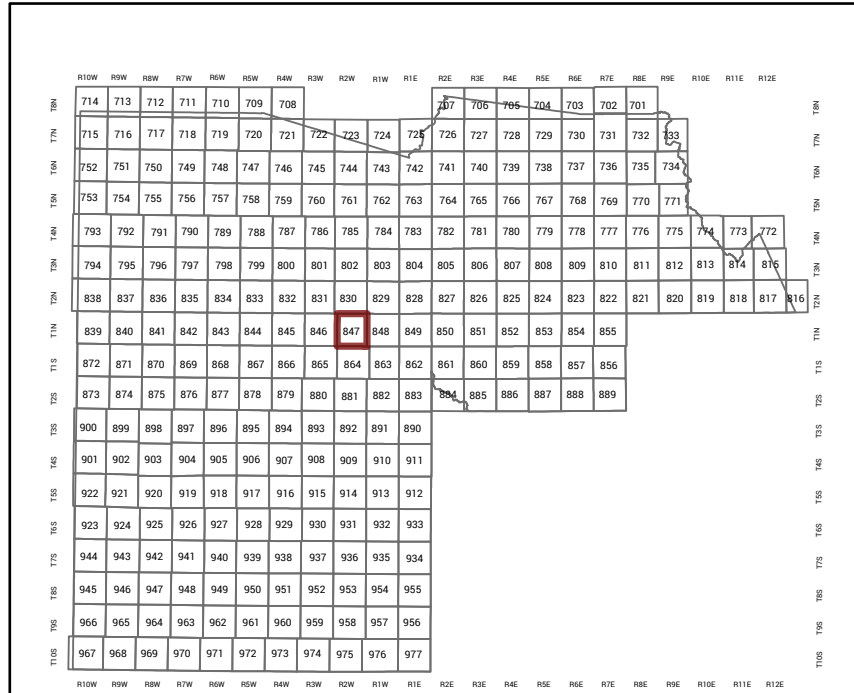 R10W R9W R8W R7W R6W R5W R4W R3W R2W R1W R1E R2E R3E R4E R5E R6E R7E R8E R9E R10E R11E R12E
T8N 714 713 712 711 710 709 708 707 706 705 704 703 702 701 T8N
T7N 715 716 717 718 719 720 721 722 723 724 725 726 727 728 729 730 731 732 733 T7N
T6N 752 751 750 749 748 747 746 745 744 743 742 741 740 739 738 737 736 735 734 T6N
T5N 753 754 755 756 757 758 759 760 761 762 763 764 765 766 767 768 769 770 771 T5N
T4N 793 792 791 790 789 788 787 786 785 784 783 782 781 780 779 778 777 776 775 774 773 772 T4N
T3N 794 795 796 797 798 799 800 801 802 803 804 805 806 807 808 809 810 811 812 813 814 815 T3N
T2N 838 837 836 835 834 833 832 831 830 829 828 827 826 825 824 823 822 821 820 819 818 817 816 T2N
T1N 839 840 841 842 843 844 845 846 847 848 849 850 851 852 853 854 855 T1N
T1S 872 871 870 869 868 867 866 865 864 863 862 861 860 859 858 857 856 T1S
T2S 873 874 875 876 877 878 879 880 881 882 883 884 885 886 887 888 889 T2S
T3S 900 899 898 897 896 895 894 893 892 891 890 T3S
T4S 901 902 903 904 905 906 907 908 909 910 911 T4S
T5S 922 921 920 919 918 917 916 915 914 913 912 T5S
T6S 923 924 925 926 927 928 929 930 931 932 933 T6S
T7S 944 943 942 941 940 939 938 937 936 935 934 T7S
T8S 945 946 947 948 949 950 951 952 953 954 955 T8S
T9S 966 965 964 963 962 961 960 959 958 957 956 T9S
T10S 967 968 969 970 971 972 973 974 975 976 977 T10S
R10W R9W R8W R7W R6W R5W R4W R3W R2W R1W R1E R2E R3E R4E R5E R6E R7E R8E R9E R10E R11E R12E